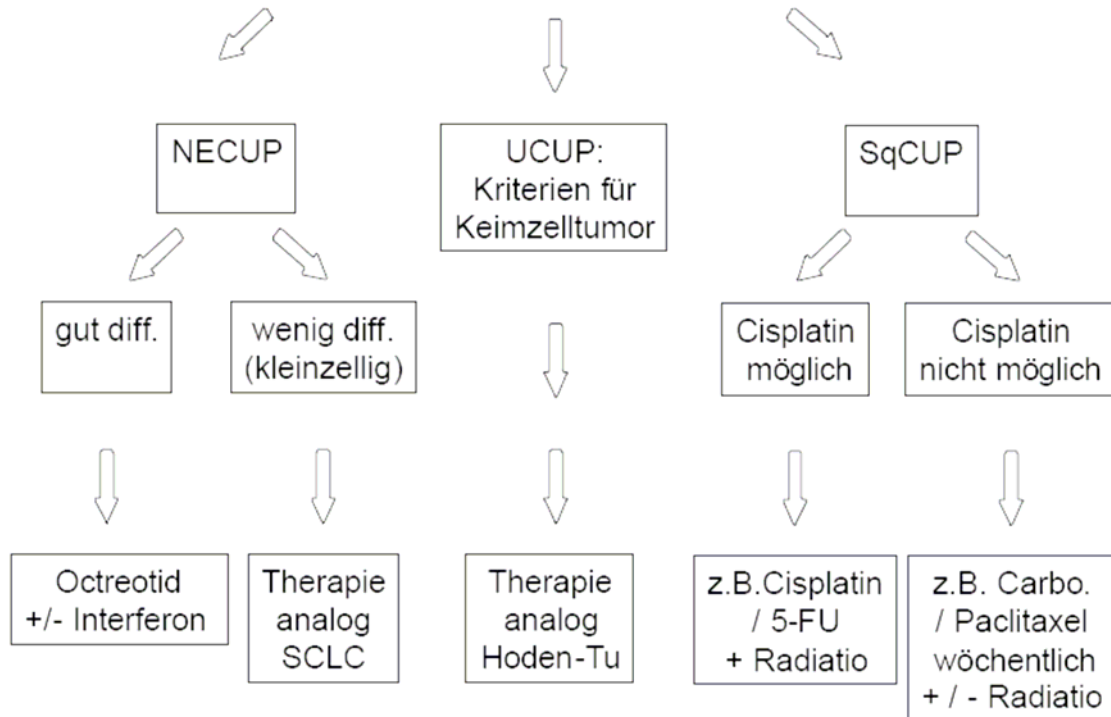 NECUP
UCUP:
Kriterien für
Keimzelltumor
SqCUP
gut diff.
wenig diff.
(kleinzellig)
Cisplatin
möglich
Cisplatin
nicht möglich
Octreotid
+/- Interferon
Therapie
analog
SCLC
Therapie
analog
Hoden-Tu
z.B.Cisplatin
/ 5-FU
+ Radiatio
z.B. Carbo.
/ Paclitaxel
wöchentlich
+ / - Radiatio